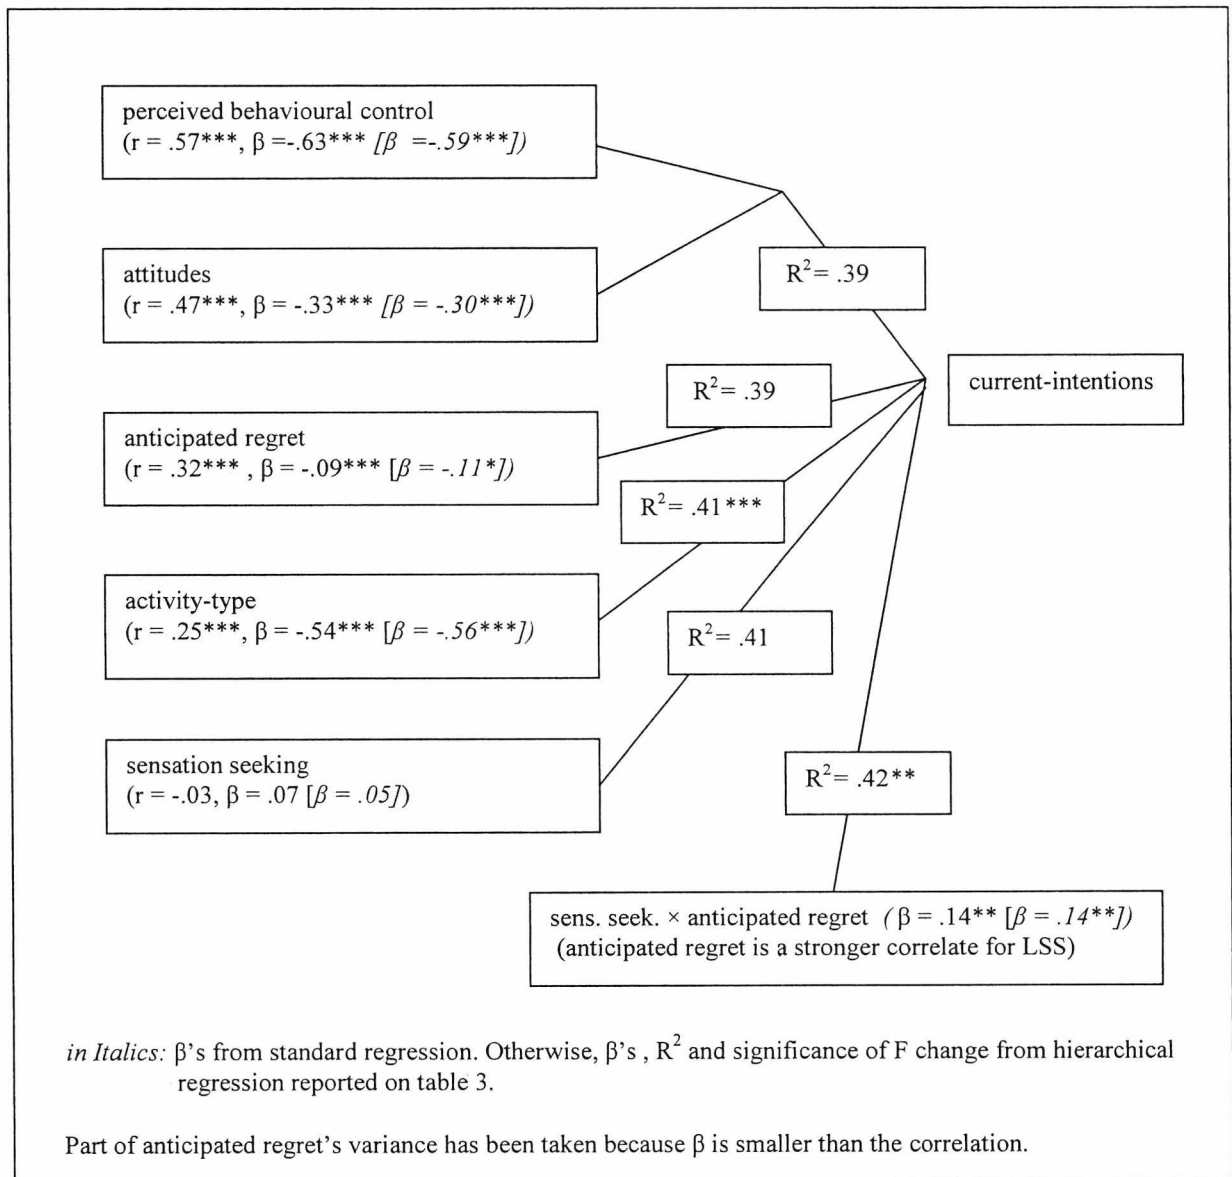 perceived behavioural control
(r = .57***, β =-.63*** [β =-.59***])
R²= .39
attitudes
(r = .47***, β = -.33*** [β = -.30***])
R²= .39
current-intentions
anticipated regret
(r = .32*** , β = -.09*** [β = -.11*])
R²= .41***
activity-type
(r = .25***, β = -.54*** [β = -.56***])
R²= .41
sensation seeking
(r = -.03, β = .07 [β = .05])
R²= .42**
sens. seek. × anticipated regret ( β = .14** [β = .14**])
(anticipated regret is a stronger correlate for LSS)
in Italics: β's from standard regression. Otherwise, β's , R² and significance of F change from hierarchical
regression reported on table 3.
Part of anticipated regret's variance has been taken because β is smaller than the correlation.